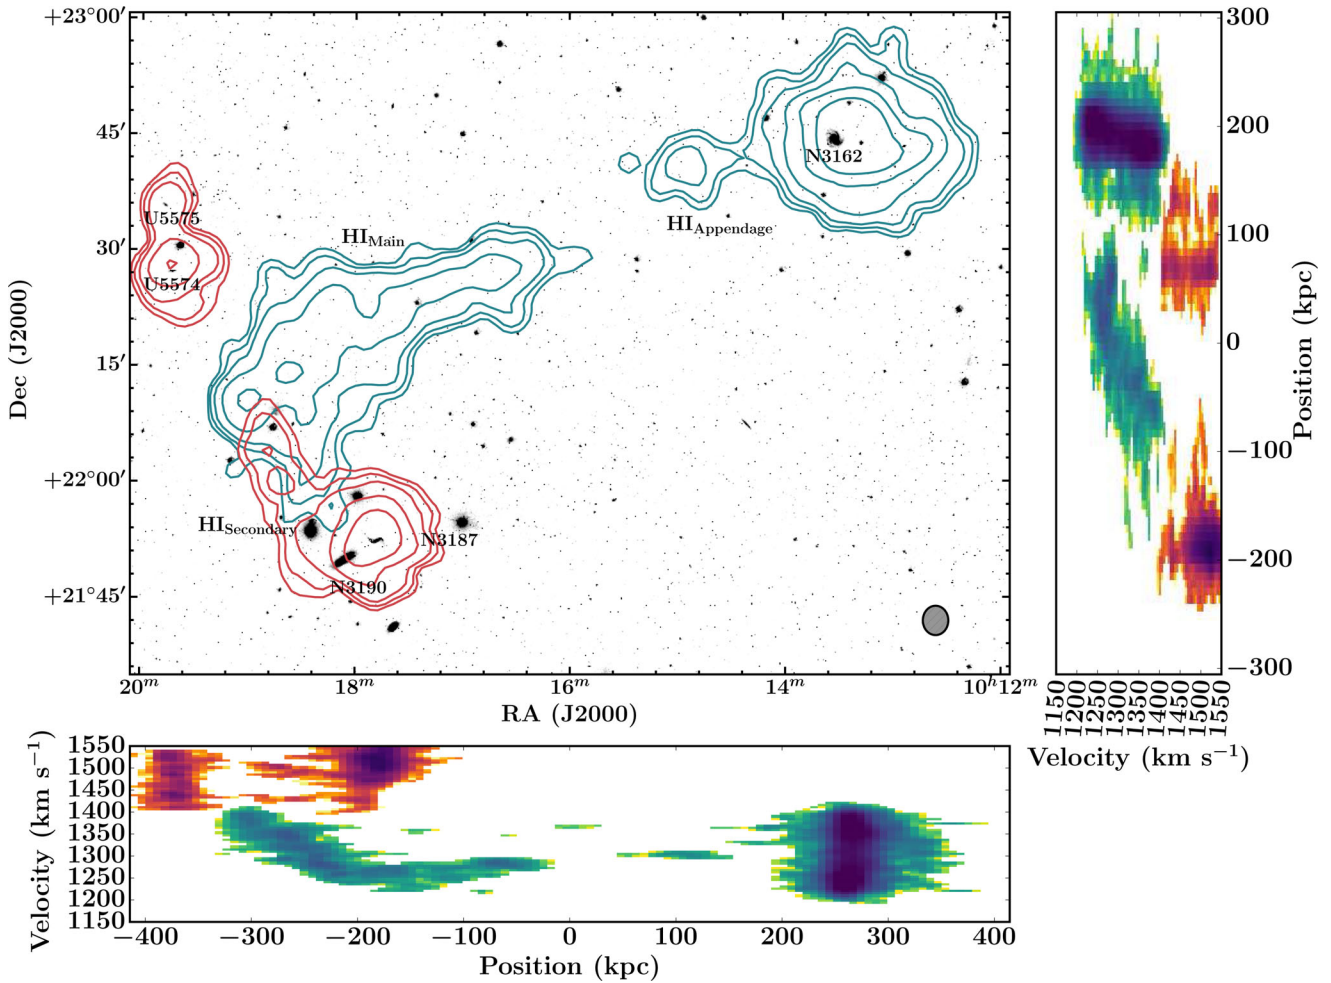 +23°00′
+45′
+30′
+15′
+22°00′
+21°45′
Dec (J2000)
N3162
HI_Appendage
HI_Main
U5575
U5574
HI_Secondary
N3187
N3190
20ᵐ 18ᵐ 16ᵐ 14ᵐ 10ʰ12ᵐ
RA (J2000)
300
200
100
0
−100
−200
−300
Position (kpc)
1150 1200 1250 1300 1350 1400 1450 1500 1550
Velocity (km s⁻¹)
1550
1500
1450
1400
1350
1300
1250
1200
1150
Velocity (km s⁻¹)
−400 −300 −200 −100 0 100 200 300 400
Position (kpc)